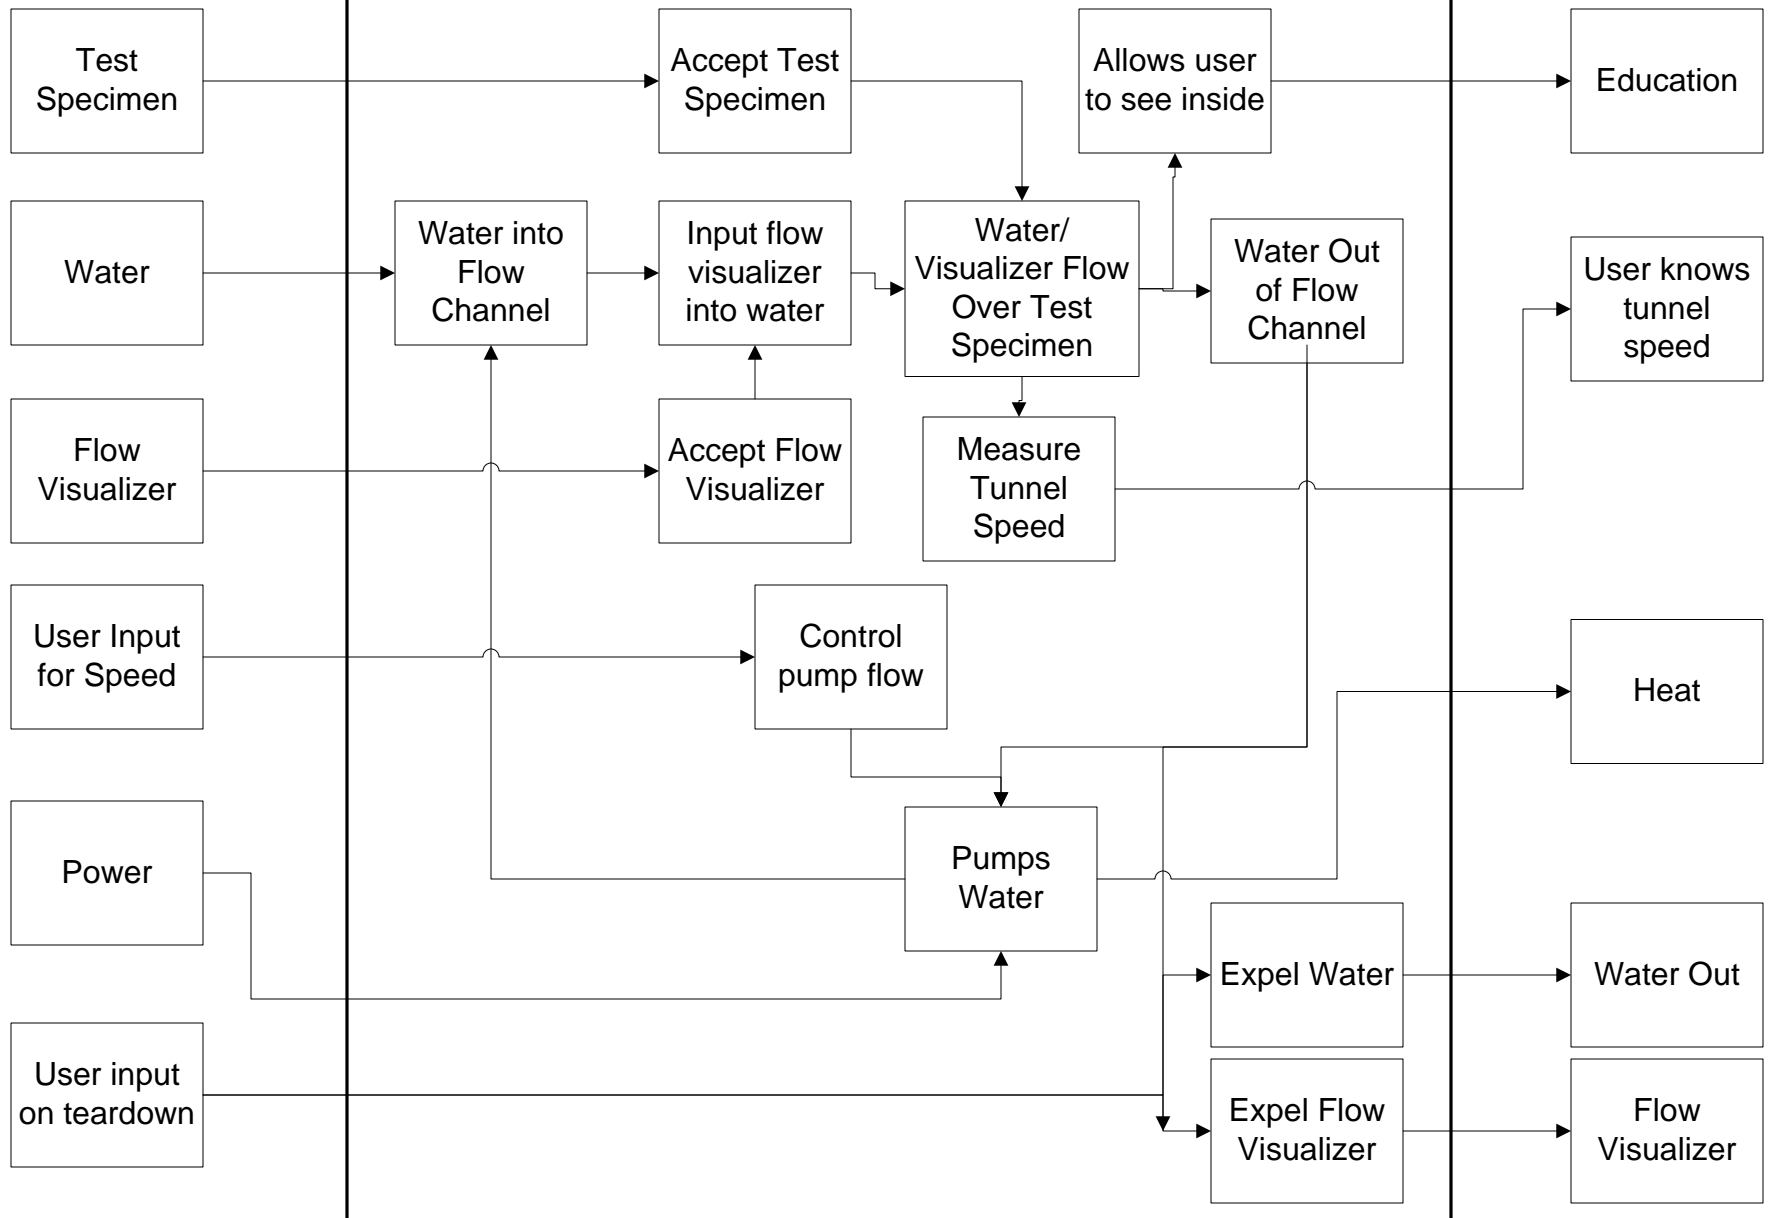 Test
Specimen
Accept Test
Specimen
Allows user
to see inside
Education
Water
Water into
Flow
Channel
Input flow
visualizer
into water
Water/
Visualizer Flow
Over Test
Specimen
Water Out
of Flow
Channel
User knows
tunnel
speed
Flow
Visualizer
Accept Flow
Visualizer
Measure
Tunnel
Speed
User Input
for Speed
Control
pump flow
Heat
Power
Pumps
Water
Expel Water
Water Out
User input
on teardown
Expel Flow
Visualizer
Flow
Visualizer